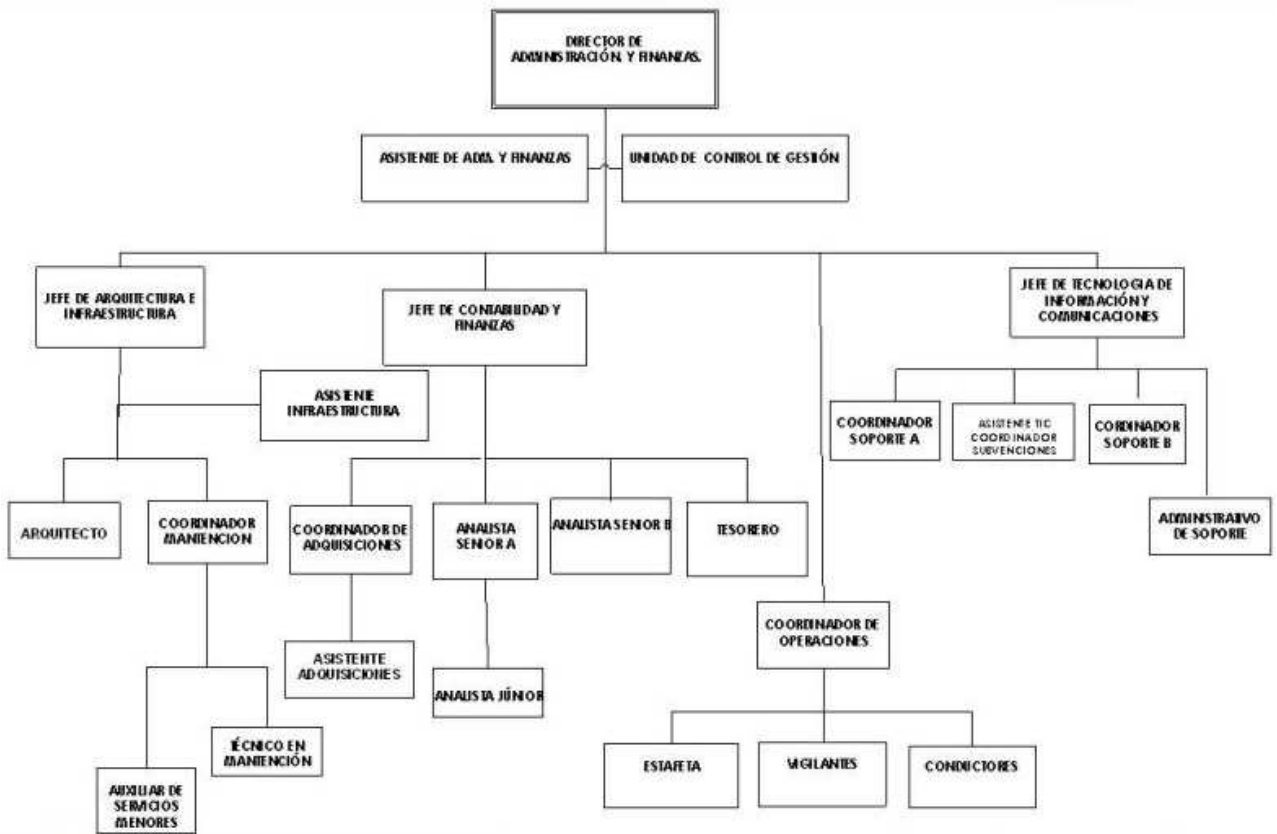 DIRECTOR DE
ADMINISTRACIÓN. Y FINANZAS.
ASISTENTE DE ADM. Y FINANZAS
UNIDAD DE CONTROL DE GESTIÓN
JEFE DE ARQUITECTURA E
INFRAESTRUCTURA
JEFE DE CONTABILIDAD Y
FINANZAS
JEFE DE TECNOLOGIA DE
INFORMACIÓN Y
COMUNICACIONES
ASISTENTE
INFRAESTRUCTURA
COORDINADOR
SOPORTE A
ASISTENTE TIC
COORDINADOR
SUBVENCIONES
CORDINADOR
SOPORTE B
ARQUITECTO
COORDINADOR
MANTENCION
COORDINADOR DE
ADQUISICIONES
ANALISTA
SENIOR A
ANALISTA SENIOR B
TESORERO
ADMINISTRATIVO
DE SOPORTE
COORDINADOR DE
OPERACIONES
ASISTENTE
ADQUISICIONES
ANALISTA JÚNIOR
TÉCNICO EN
MANTENCIÓN
AUXILIAR DE
SERVICIOS
MENORES
ESTAFETA
VIGILANTES
CONDUCTORES